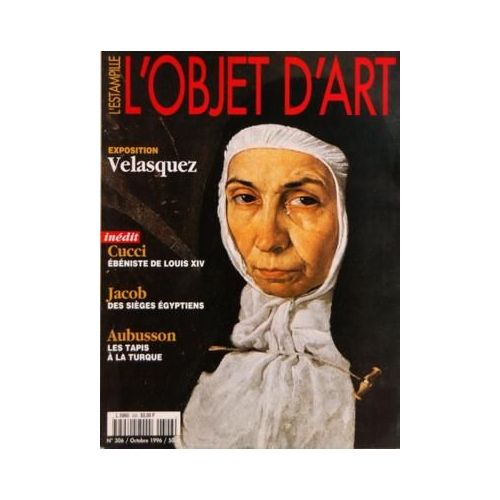 L'ESTAMPILLE
L'OBJET D'ART
EXPOSITION
Velasquez
inédit
Cucci
ÉBÉNISTE DE LOUIS XIV
Jacob
DES SIÈGES ÉGYPTIENS
Aubusson
LES TAPIS
À LA TURQUE
N° 306 / Octobre 1996 /